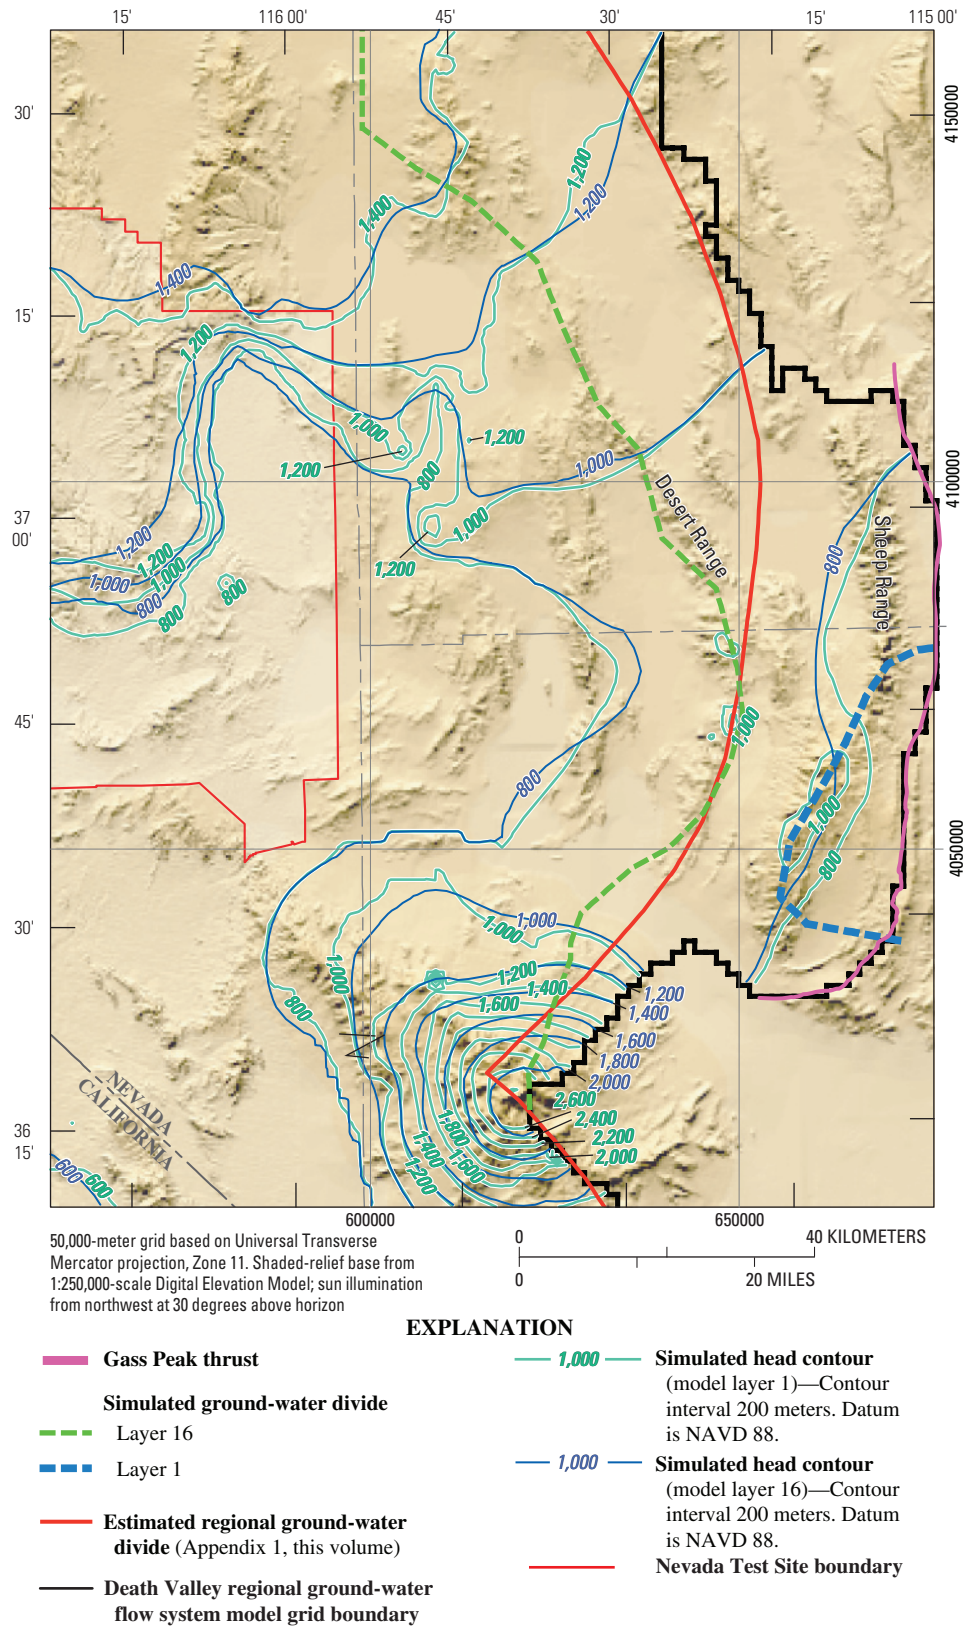 15'
116 00'
45'
30'
15'
115 00'
30'
4150000
1,200
1,200
1,400
1,400
15'
1,200
1,000
1,200
1,200
800
1,000
Desert Range
4100000
37
00'
1,000
Sheep Range
1,200
1,200
1,000
1,000
800
800
800
1,200
800
45'
1,000
800
1,000
800
4050000
30'
1,000
1,000
1,000
1,200
1,400
1,600
800
1,200
1,400
1,600
1,800
2,000
NEVADA
CALIFORNIA
2,600
2,400
2,200
2,000
1,800
1,600
1,400
1,200
36
15'
600
600
600000
650000
50,000-meter grid based on Universal Transverse
Mercator projection, Zone 11. Shaded-relief base from
1:250,000-scale Digital Elevation Model; sun illumination
from northwest at 30 degrees above horizon
0
40 KILOMETERS
0
20 MILES
EXPLANATION
Gass Peak thrust
Simulated ground-water divide
Layer 16
Layer 1
Estimated regional ground-water
divide (Appendix 1, this volume)
Death Valley regional ground-water
flow system model grid boundary
1,000
Simulated head contour
(model layer 1)—Contour
interval 200 meters. Datum
is NAVD 88.
1,000
Simulated head contour
(model layer 16)—Contour
interval 200 meters. Datum
is NAVD 88.
Nevada Test Site boundary